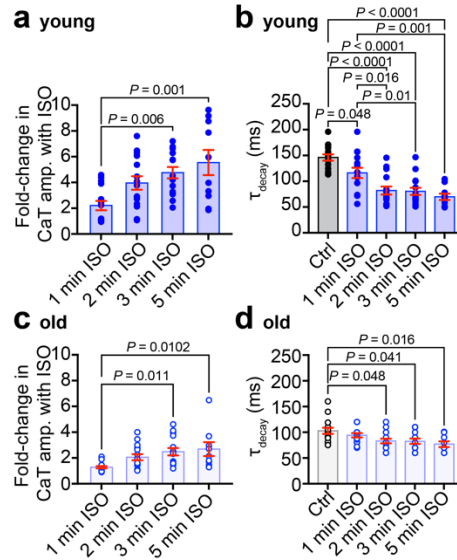 a young
P = 0.001
P = 0.006
Fold-change in
CaT amp. with ISO
10
8
6
4
2
0
1 min ISO
2 min ISO
3 min ISO
5 min ISO
b young
P < 0.0001
P = 0.001
P < 0.0001
P < 0.0001
P = 0.016
P = 0.01
P = 0.048
τdecay (ms)
250
200
150
100
50
0
Ctrl
1 min ISO
2 min ISO
3 min ISO
5 min ISO
c old
P = 0.0102
P = 0.011
Fold-change in
CaT amp. with ISO
10
8
6
4
2
0
1 min ISO
2 min ISO
3 min ISO
5 min ISO
d old
P = 0.016
P = 0.041
P = 0.048
τdecay (ms)
250
200
150
100
50
0
Ctrl
1 min ISO
2 min ISO
3 min ISO
5 min ISO